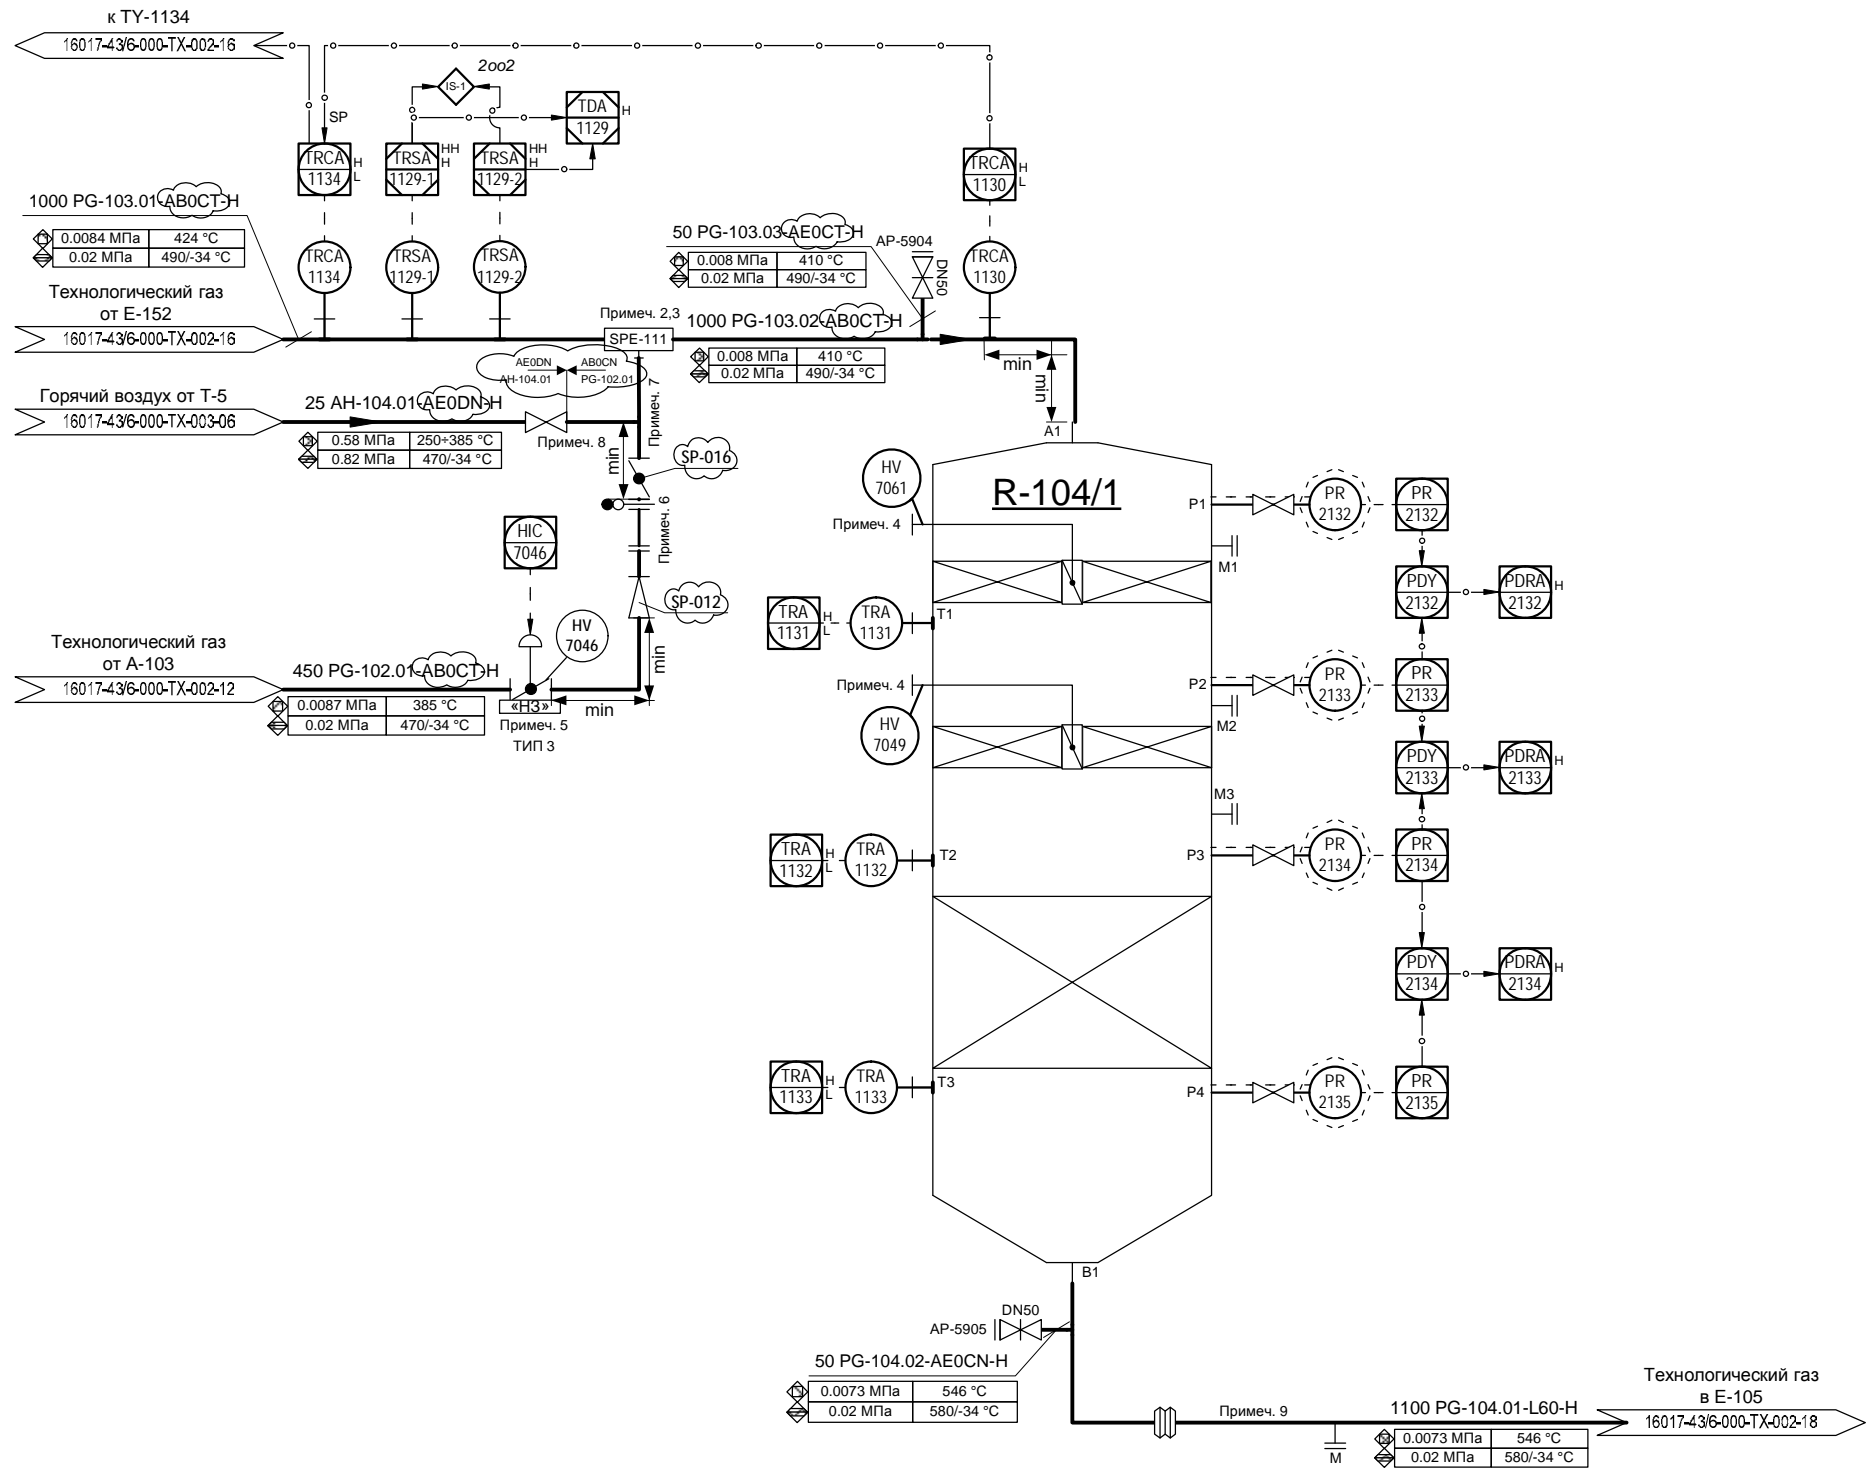 к TY-1134
16017-43/6-000-ТХ-002-16
SP
2oo2
IS-1
TDA
1129
H
TRCA
1134
H
L
TRSA
1129-1
HH
H
TRSA
1129-2
HH
H
TRCA
1130
H
L
1000 PG-103.01-AB0CT-H
0.0084 МПа 424 °C
0.02 МПа 490/-34 °C
TRCA
1134
TRSA
1129-1
TRSA
1129-2
50 PG-103.03-AE0CT-H
0.008 МПа 410 °C
0.02 МПа 490/-34 °C
AP-5904
DN50
TRCA
1130
Технологический газ
от E-152
16017-43/6-000-ТХ-002-16
Примеч. 2,3
SPE-111
1000 PG-103.02-AB0CT-H
0.008 МПа 410 °C
0.02 МПа 490/-34 °C
min
min
A1
AE0DN
AH-104.01
AB0CN
PG-102.01
Примеч. 7
Горячий воздух от Т-5
16017-43/6-000-ТХ-003-06
25 AH-104.01-AE0DN-H
0.58 МПа 250÷385 °C
0.82 МПа 470/-34 °C
Примеч. 8
min
SP-016
Примеч. 6
HIC
7046
SP-012
HV
7046
min
Технологический газ
от А-103
16017-43/6-000-ТХ-002-12
450 PG-102.01-AB0CT-H
0.0087 МПа 385 °C
0.02 МПа 470/-34 °C
«НЗ»
Примеч. 5
ТИП 3
min
R-104/1
HV
7061
Примеч. 4
P1
PR
2132
PR
2132
M1
PDY
2132
PDRA
2132
H
TRA
1131
H
L
TRA
1131
T1
Примеч. 4
HV
7049
P2
PR
2133
PR
2133
M2
PDY
2133
PDRA
2133
H
M3
TRA
1132
H
L
TRA
1132
T2
P3
PR
2134
PR
2134
PDY
2134
PDRA
2134
H
TRA
1133
H
L
TRA
1133
T3
P4
PR
2135
PR
2135
B1
DN50
AP-5905
50 PG-104.02-AE0CN-H
0.0073 МПа 546 °C
0.02 МПа 580/-34 °C
Примеч. 9
M
1100 PG-104.01-L60-H
0.0073 МПа 546 °C
0.02 МПа 580/-34 °C
Технологический газ
в Е-105
16017-43/6-000-ТХ-002-18